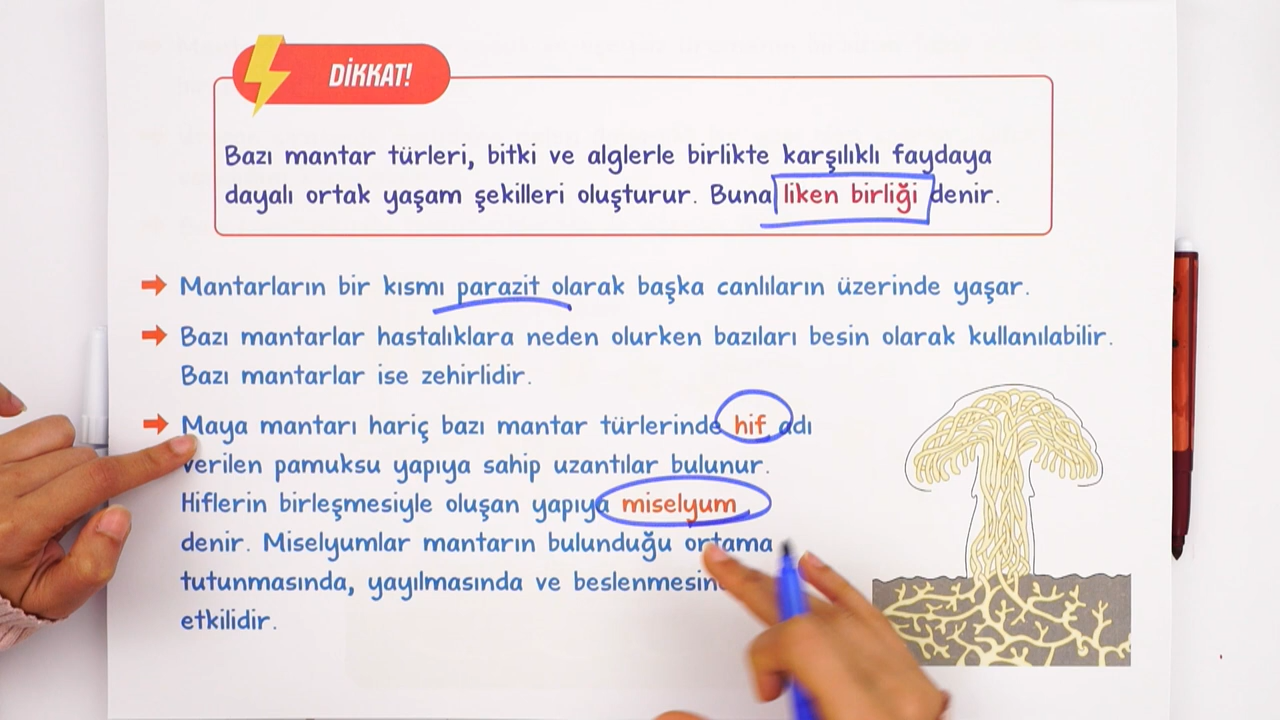 DİKKAT!
Bazı mantar türleri, bitki ve alglerle birlikte karşılıklı faydaya
dayalı ortak yaşam şekilleri oluşturur. Buna liken birliği denir.
Mantarların bir kısmı parazit olarak başka canlıların üzerinde yaşar.
Bazı mantarlar hastalıklara neden olurken bazıları besin olarak kullanılabilir.
Bazı mantarlar ise zehirlidir.
Maya mantarı hariç bazı mantar türlerinde hif adı
verilen pamuksu yapıya sahip uzantılar bulunur.
Hiflerin birleşmesiyle oluşan yapıya miselyum
denir. Miselyumlar mantarın bulunduğu ortama
tutunmasında, yayılmasında ve
etkilidir.